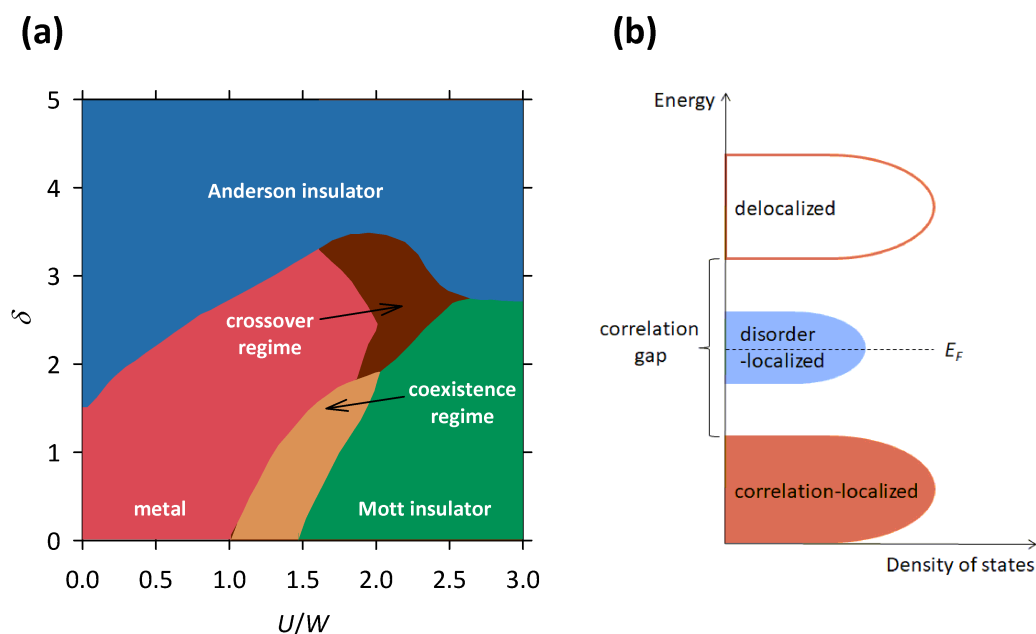 (a)
5
4
3
2
1
0
δ
Anderson insulator
crossover
regime
coexistence
regime
metal
Mott insulator
0.0 0.5 1.0 1.5 2.0 2.5 3.0
U/W
(b)
Energy
delocalized
correlation
gap
disorder
-localized
E_F
correlation-localized
Density of states